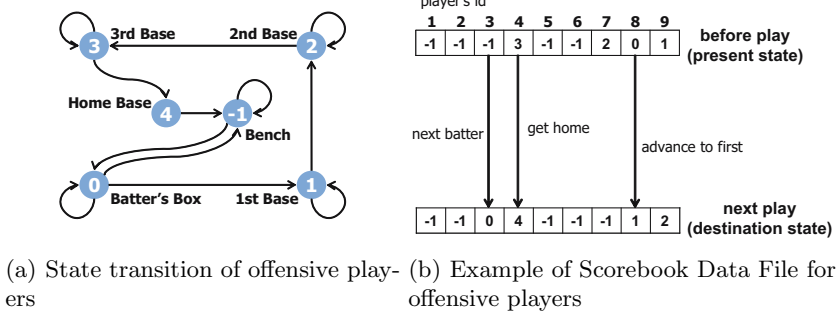 player's id
1 2 3 4 5 6 7 8 9
-1 -1 -1 3 -1 -1 2 0 1
before play
(present state)
3 3rd Base 2nd Base 2
Home Base 4 -1
Bench
0 Batter's Box 1st Base 1
next batter
get home
advance to first
-1 -1 0 4 -1 -1 -1 1 2
next play
(destination state)
(a) State transition of offensive play-
ers
(b) Example of Scorebook Data File for
offensive players